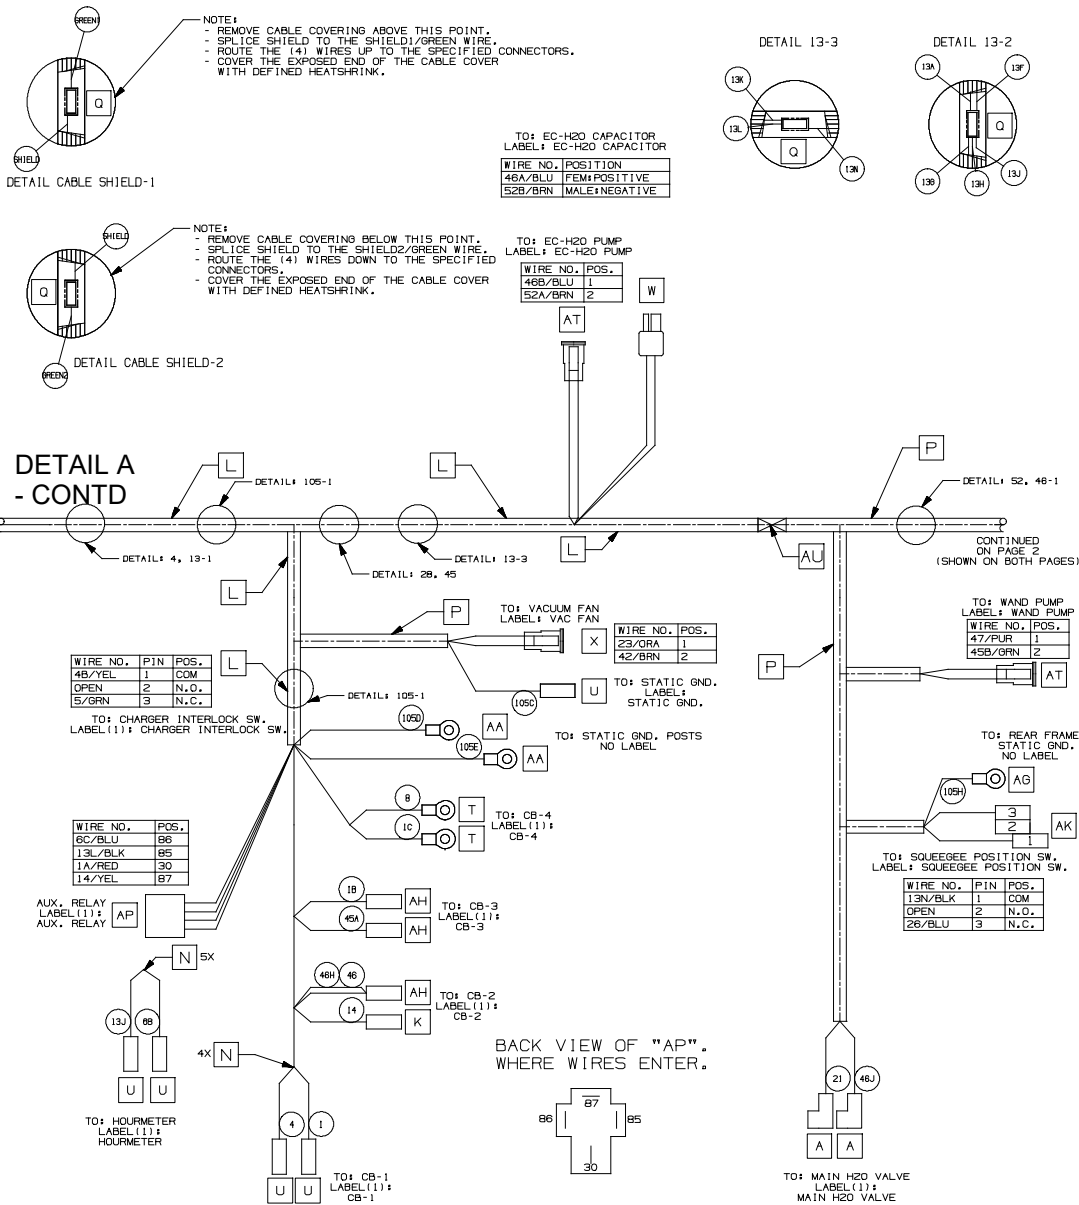 GREEN1
NOTE:
- REMOVE CABLE COVERING ABOVE THIS POINT.
- SPLICE SHIELD TO THE SHIELD1/GREEN WIRE.
- ROUTE THE (4) WIRES UP TO THE SPECIFIED CONNECTORS.
- COVER THE EXPOSED END OF THE CABLE COVER
WITH DEFINED HEATSHRINK.
Q
SHIELD
DETAIL CABLE SHIELD-1
DETAIL 13-3
13K
13L
Q
13N
DETAIL 13-2
13A
13F
Q
13G
13H
13J
TO: EC-H2O CAPACITOR
LABEL: EC-H2O CAPACITOR
WIRE NO. POSITION
46A/BLU FEM:POSITIVE
52B/BRN MALE:NEGATIVE
SHIELD
NOTE:
- REMOVE CABLE COVERING BELOW THIS POINT.
- SPLICE SHIELD TO THE SHIELD2/GREEN WIRE.
- ROUTE THE (4) WIRES DOWN TO THE SPECIFIED
CONNECTORS.
- COVER THE EXPOSED END OF THE CABLE COVER
WITH DEFINED HEATSHRINK.
Q
DETAIL CABLE SHIELD-2
GREEN2
TO: EC-H2O PUMP
LABEL: EC-H2O PUMP
WIRE NO. POS.
46B/BLU 1
52A/BRN 2
AT
W
DETAIL A
- CONTD
L
DETAIL: 105-1
L
P
DETAIL: 52, 46-1
DETAIL: 4, 13-1
L
DETAIL: 28, 45
DETAIL: 13-3
L
AU
CONTINUED
ON PAGE 2
(SHOWN ON BOTH PAGES)
P
TO: VACUUM FAN
LABEL: VAC FAN
X
WIRE NO. POS.
23/ORA 1
42/BRN 2
TO: WAND PUMP
LABEL: WAND PUMP
WIRE NO. POS.
47/PUR 1
45B/GRN 2
P
AT
WIRE NO. PIN POS.
4B/YEL 1 COM
OPEN 2 N.O.
5/GRN 3 N.C.
L
DETAIL: 105-1
TO: CHARGER INTERLOCK SW.
LABEL(1): CHARGER INTERLOCK SW.
105C
U
TO: STATIC GND.
LABEL:
STATIC GND.
105D
AA
105E
AA
TO: STATIC GND. POSTS
NO LABEL
TO: REAR FRAME
STATIC GND.
NO LABEL
105H
AG
3
2
1
AK
TO: SQUEEGEE POSITION SW.
LABEL: SQUEEGEE POSITION SW.
WIRE NO. PIN POS.
13N/BLK 1 COM
OPEN 2 N.O.
26/BLU 3 N.C.
B
T
1C
T
TO: CB-4
LABEL(1):
CB-4
WIRE NO. POS.
6C/BLU 86
13L/BLK 85
1A/RED 30
14/YEL 87
AUX. RELAY
LABEL(1):
AUX. RELAY
AP
1B
AH
45A
AH
TO: CB-3
LABEL(1):
CB-3
N 5X
46H 46
AH
14
K
TO: CB-2
LABEL(1):
CB-2
13J
6B
U U
TO: HOURMETER
LABEL(1):
HOURMETER
4X N
4
1
U U
TO: CB-1
LABEL(1):
CB-1
BACK VIEW OF "AP".
WHERE WIRES ENTER.
87
86
85
30
21
46J
A A
TO: MAIN H2O VALVE
LABEL(1):
MAIN H2O VALVE